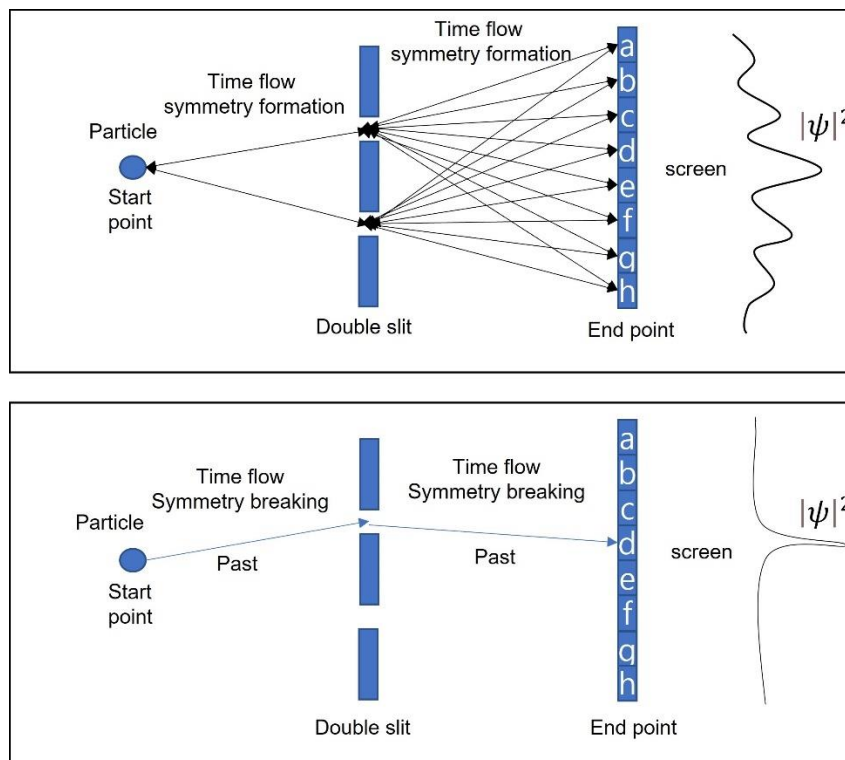 Time flow
symmetry formation
Time flow
symmetry formation
Particle
Start
point
Double slit
a
b
c
d
e
f
g
h
End point
screen
|ψ|²
Time flow
Symmetry breaking
Time flow
Symmetry breaking
Particle
Past
Past
Start
point
Double slit
a
b
c
d
e
f
g
h
End point
screen
|ψ|²